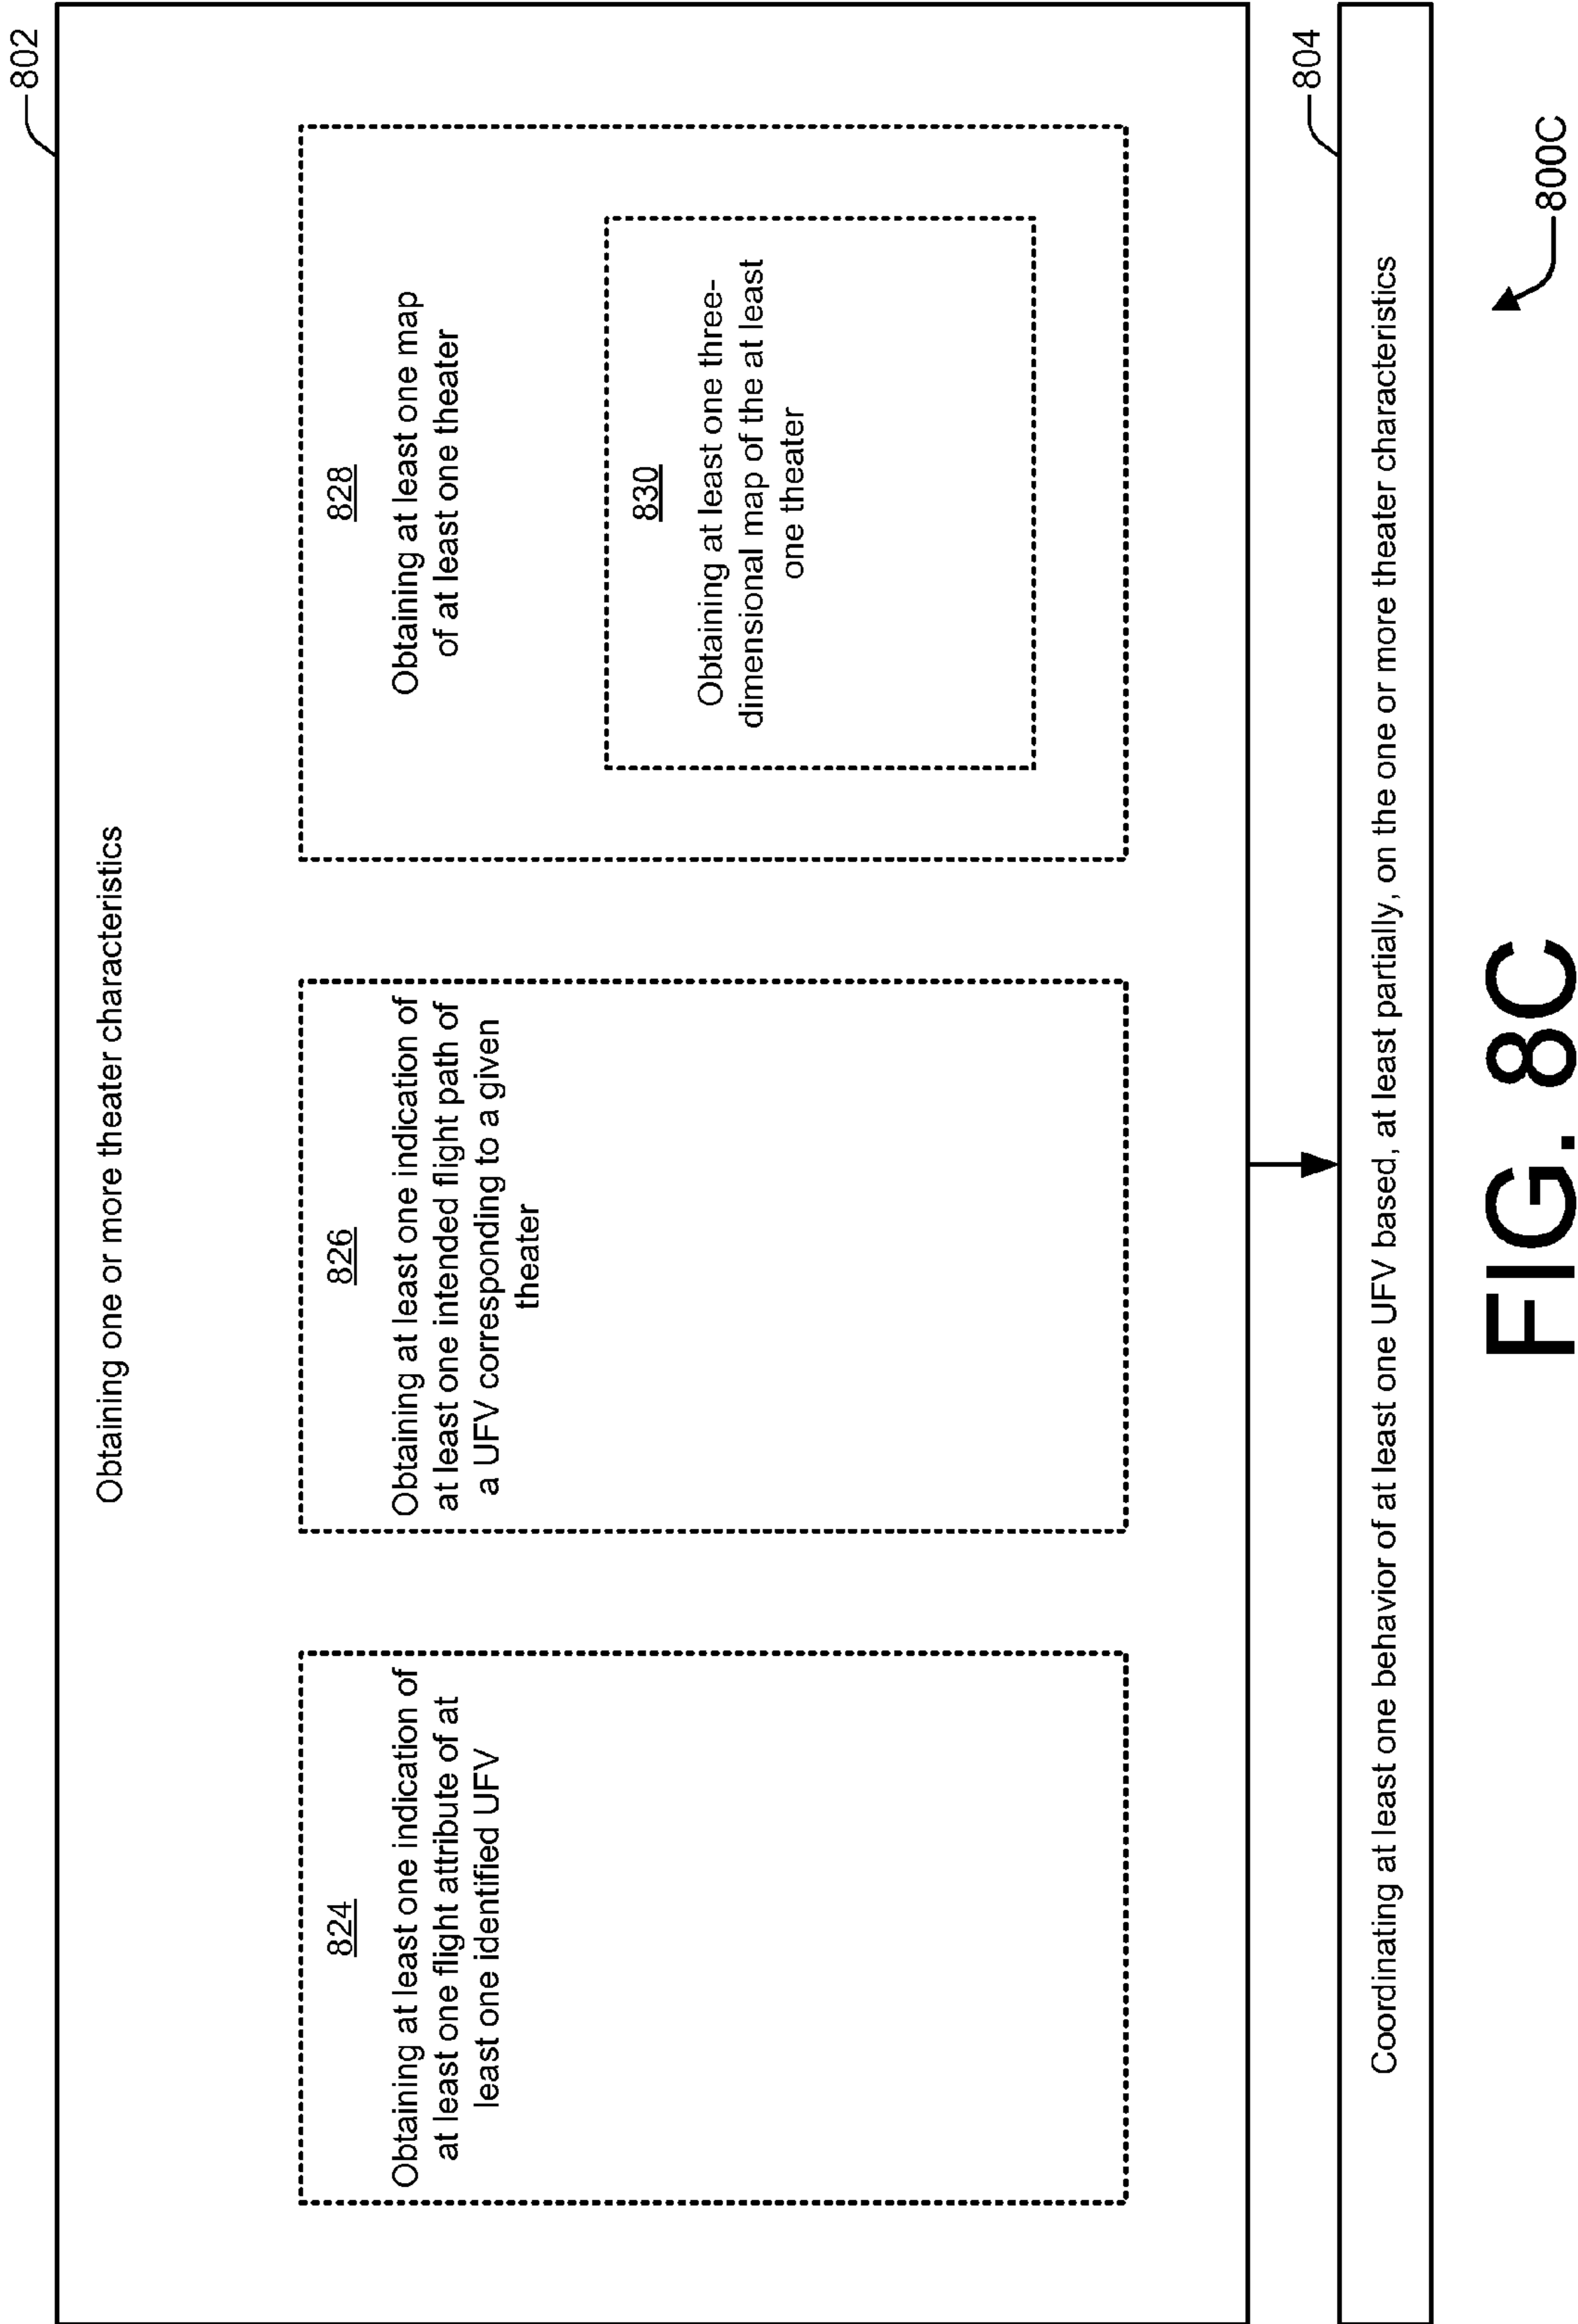 802
Obtaining one or more theater characteristics
824
Obtaining at least one indication of
at least one flight attribute of at
least one identified UFV
826
Obtaining at least one indication of
at least one intended flight path of
a UFV corresponding to a given
theater
828
Obtaining at least one map
of at least one theater
830
Obtaining at least one three-
dimensional map of the at least
one theater
804
Coordinating at least one behavior of at least one UFV based, at least partially, on the one or more theater characteristics
800C
FIG. 8C